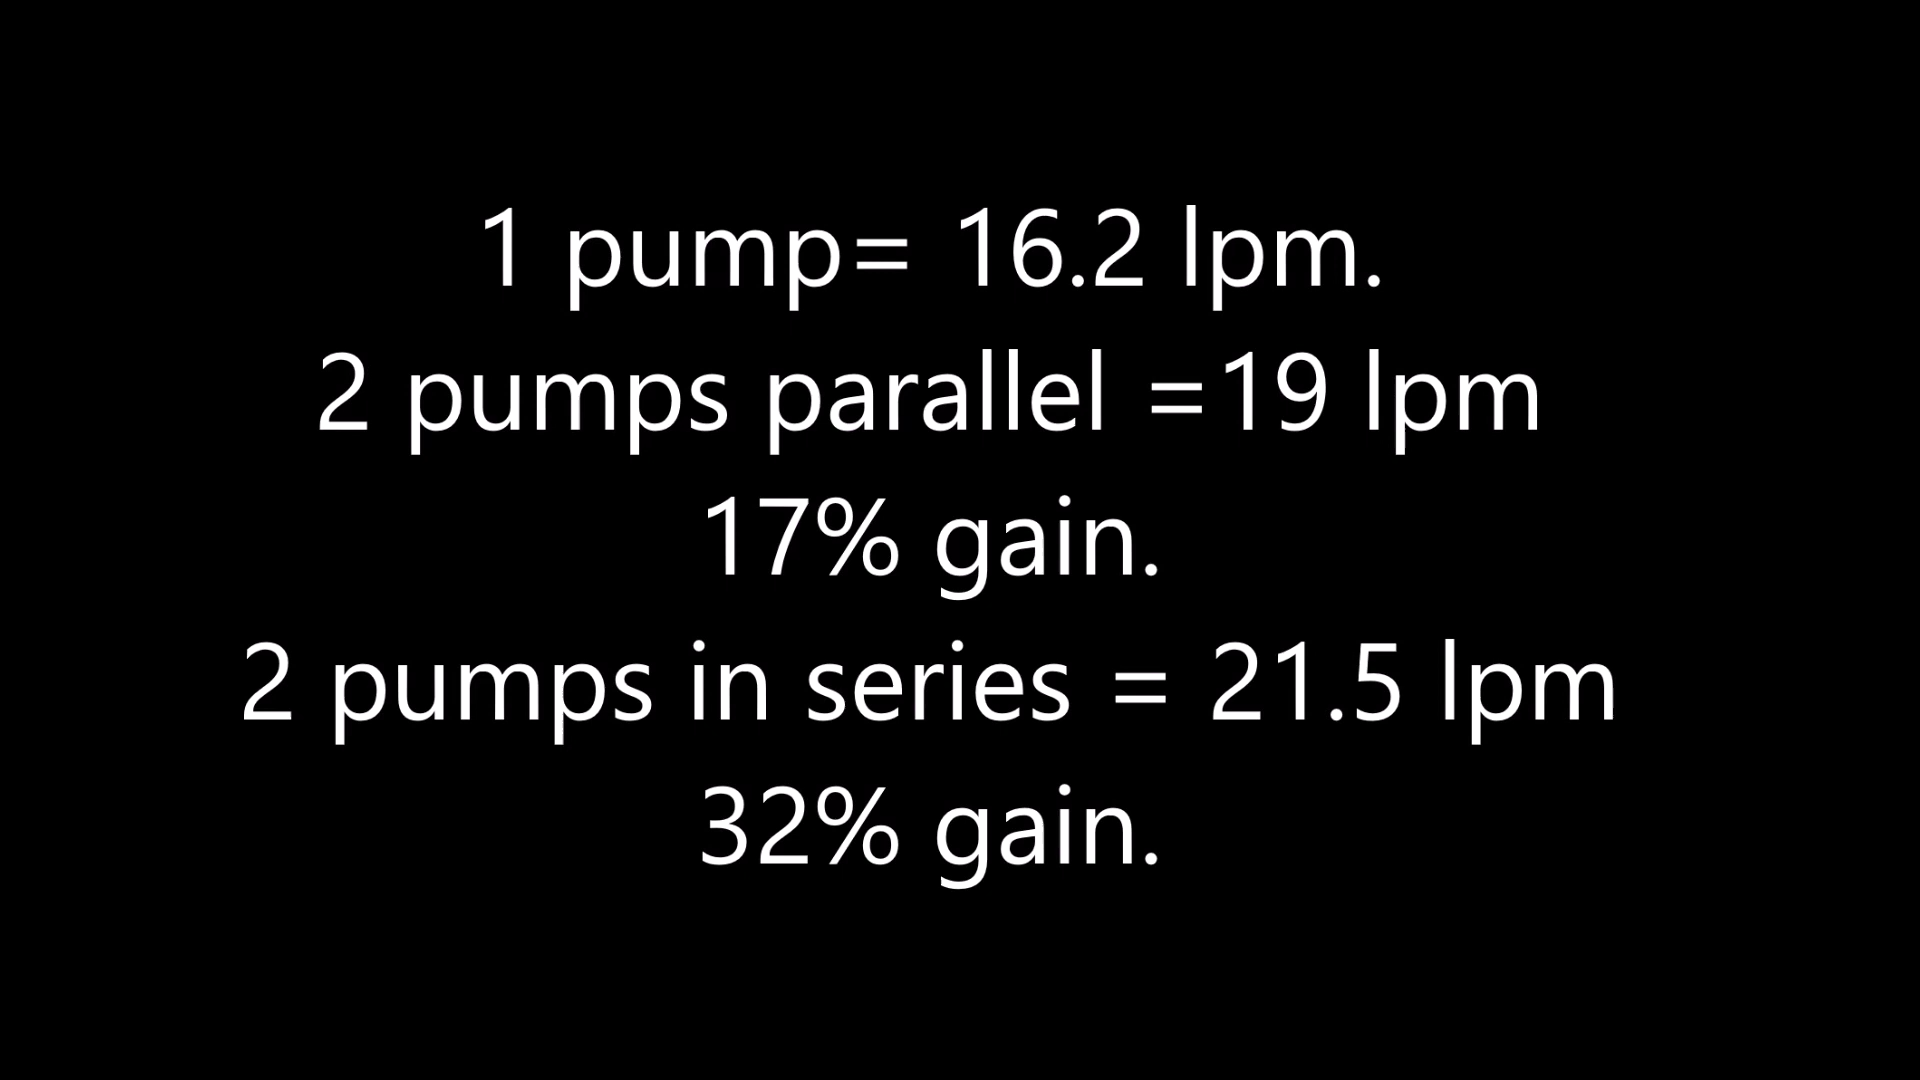 1 pump= 16.2 lpm.
2 pumps parallel =19 lpm
17% gain.
2 pumps in series = 21.5 lpm
32% gain.